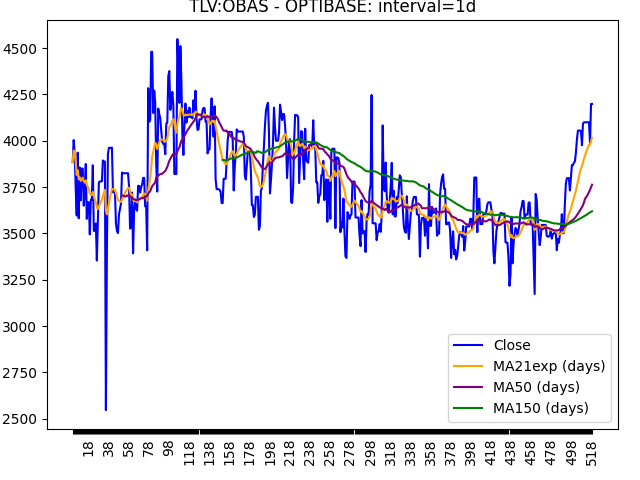 TLV:OBAS - OPTIBASE: interval=1d
4500
4250
4000
3750
3500
3250
3000
2750
2500
Close
MA21exp (days)
MA50 (days)
MA150 (days)
18 38 58 78 98 118 138 158 178 198 218 238 258 278 298 318 338 358 378 398 418 438 458 478 498 518